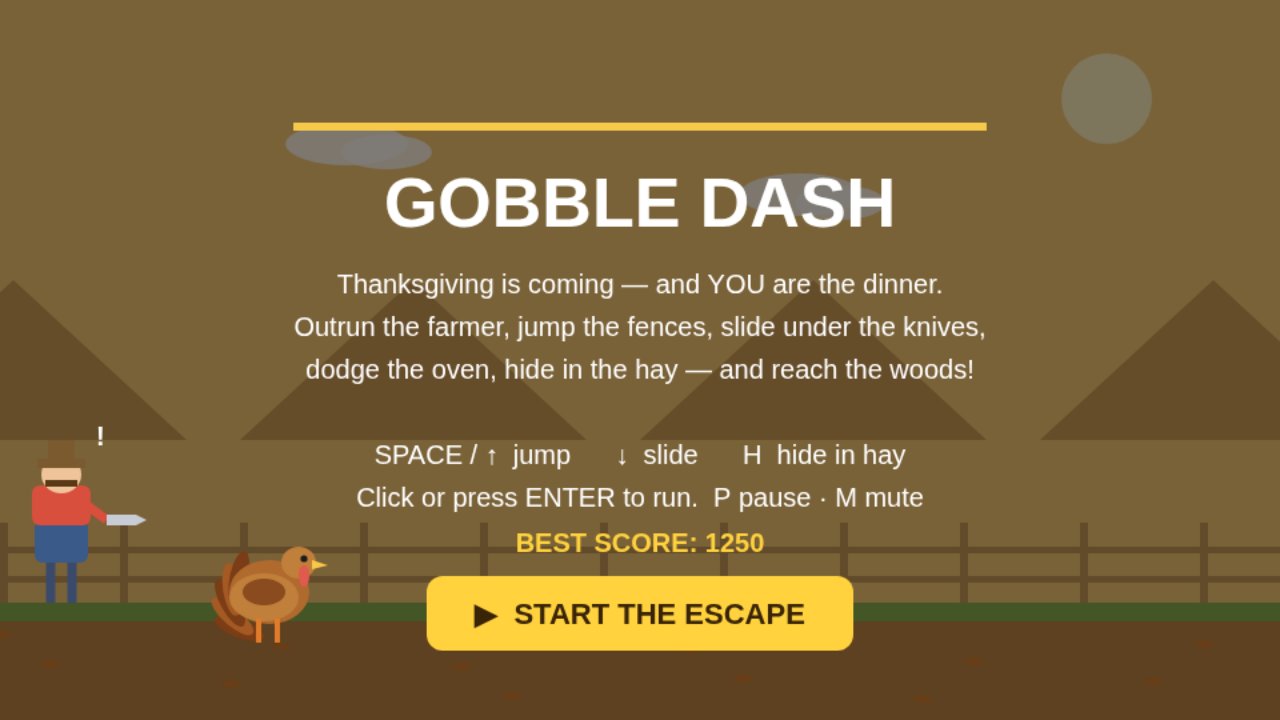 GOBBLE DASH
Thanksgiving is coming — and YOU are the dinner.
Outrun the farmer, jump the fences, slide under the knives,
dodge the oven, hide in the hay — and reach the woods!
!
SPACE / ↑ jump ↓ slide H hide in hay
Click or press ENTER to run. P pause · M mute
BEST SCORE: 1250
▶ START THE ESCAPE